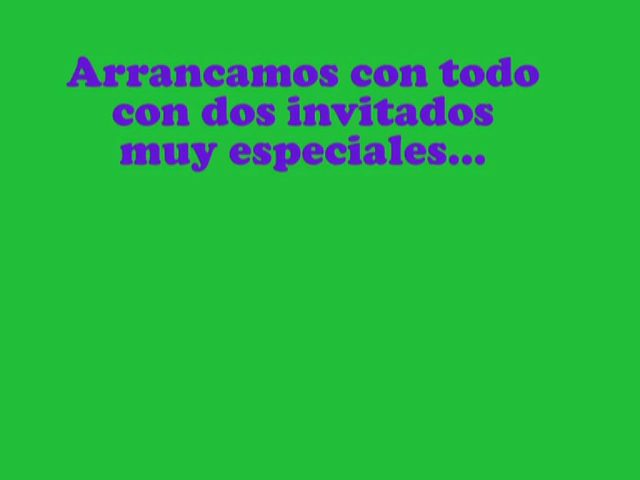 Arrancamos con todo
con dos invitados
muy especiales...